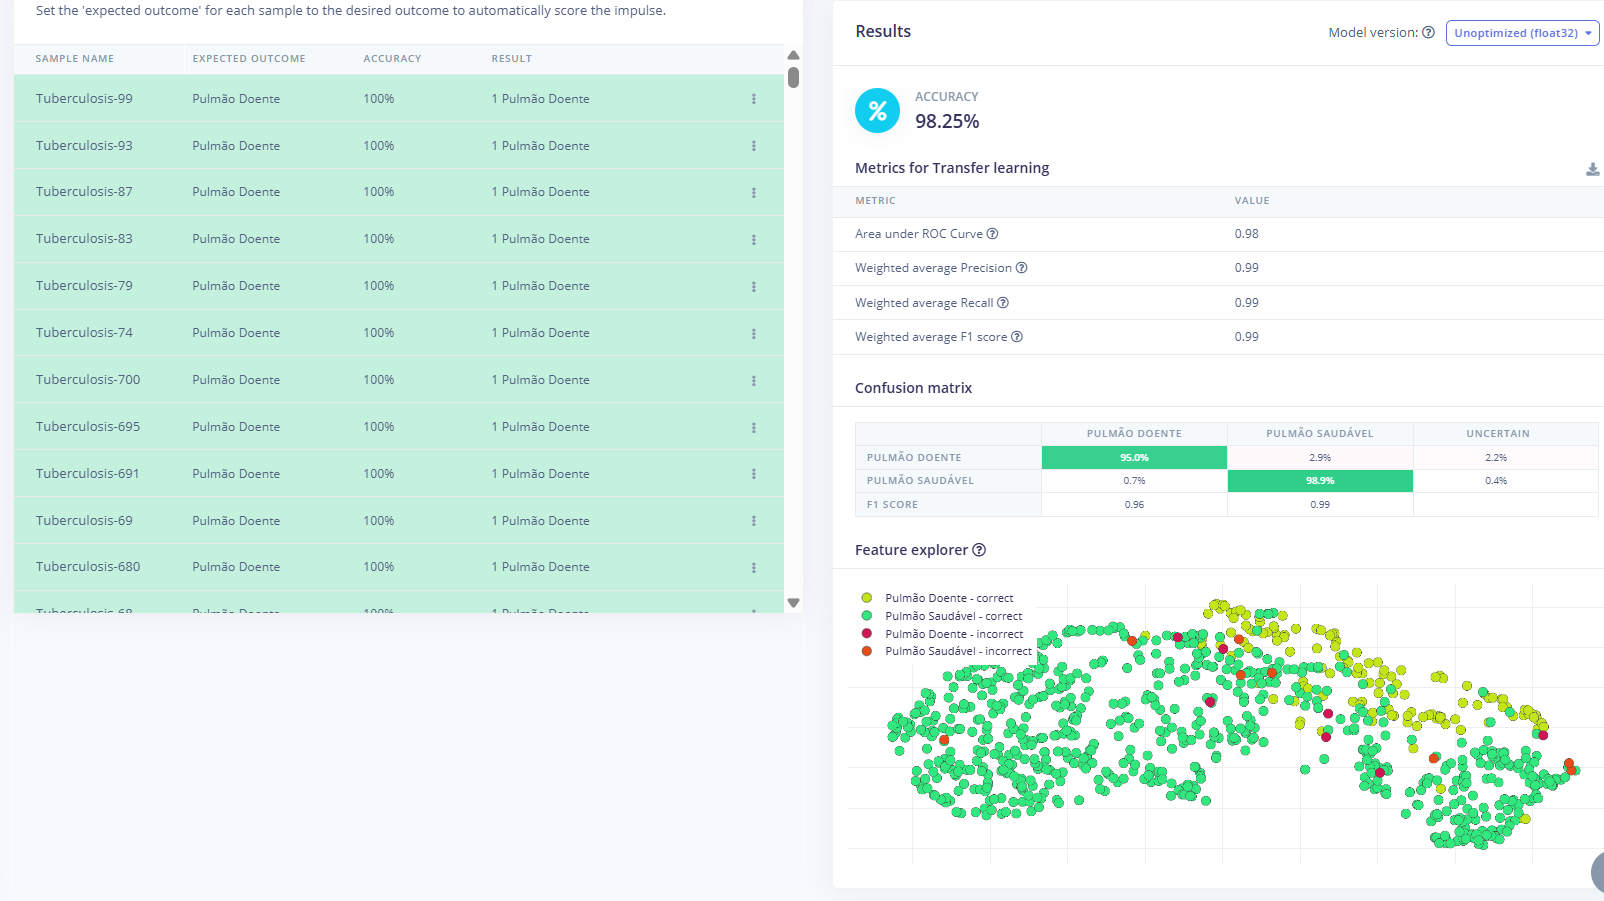 Set the 'expected outcome' for each sample to the desired outcome to automatically score the impulse.
SAMPLE NAME EXPECTED OUTCOME ACCURACY RESULT
Tuberculosis-99 Pulmão Doente 100% 1 Pulmão Doente
Tuberculosis-93 Pulmão Doente 100% 1 Pulmão Doente
Tuberculosis-87 Pulmão Doente 100% 1 Pulmão Doente
Tuberculosis-83 Pulmão Doente 100% 1 Pulmão Doente
Tuberculosis-79 Pulmão Doente 100% 1 Pulmão Doente
Tuberculosis-74 Pulmão Doente 100% 1 Pulmão Doente
Tuberculosis-700 Pulmão Doente 100% 1 Pulmão Doente
Tuberculosis-695 Pulmão Doente 100% 1 Pulmão Doente
Tuberculosis-691 Pulmão Doente 100% 1 Pulmão Doente
Tuberculosis-69 Pulmão Doente 100% 1 Pulmão Doente
Tuberculosis-680 Pulmão Doente 100% 1 Pulmão Doente
Tuberculosis-68 Pulmão Doente 100% 1 Pulmão Doente
Results
Model version: Unoptimized (float32)
%
ACCURACY
98.25%
Metrics for Transfer learning
METRIC VALUE
Area under ROC Curve 0.98
Weighted average Precision 0.99
Weighted average Recall 0.99
Weighted average F1 score 0.99
Confusion matrix
PULMÃO DOENTE PULMÃO SAUDÁVEL UNCERTAIN
PULMÃO DOENTE 95.0% 2.9% 2.2%
PULMÃO SAUDÁVEL 0.7% 98.9% 0.4%
F1 SCORE 0.96 0.99
Feature explorer
Pulmão Doente - correct
Pulmão Saudável - correct
Pulmão Doente - incorrect
Pulmão Saudável - incorrect